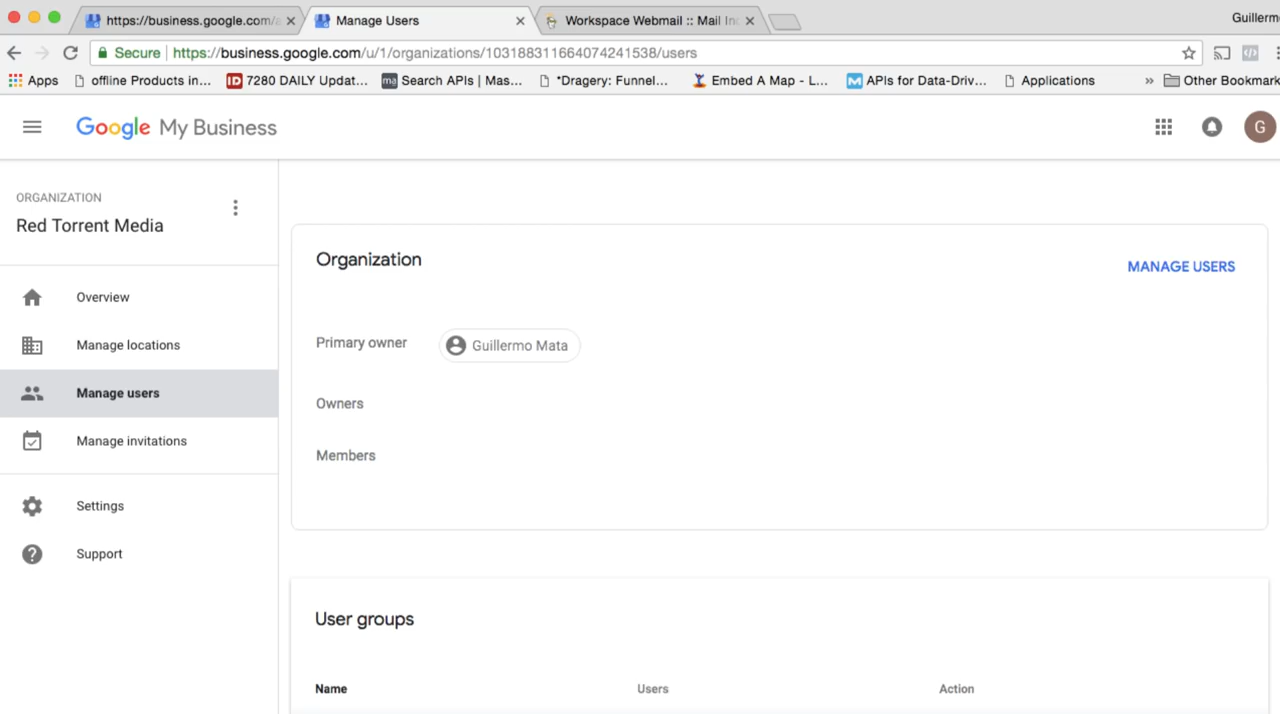 https://business.google.com/a
Manage Users
Workspace Webmail :: Mail In
Guillerm
Secure
https://business.google.com/u/1/organizations/103188311664074241538/users
Apps
offline Products in...
7280 DAILY Updat...
Search APIs | Mas...
*Dragery: Funnel...
Embed A Map - L...
APIs for Data-Driv...
Applications
»
Other Bookmark
Google My Business
G
ORGANIZATION
Red Torrent Media
Overview
Manage locations
Manage users
Manage invitations
Settings
Support
Organization
MANAGE USERS
Primary owner
Guillermo Mata
Owners
Members
User groups
Name
Users
Action